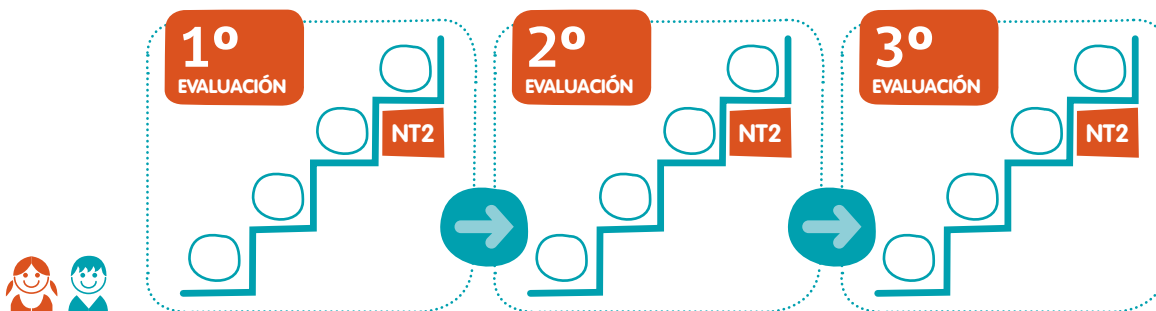 1º
EVALUACIÓN
NT2
2º
EVALUACIÓN
NT2
3º
EVALUACIÓN
NT2